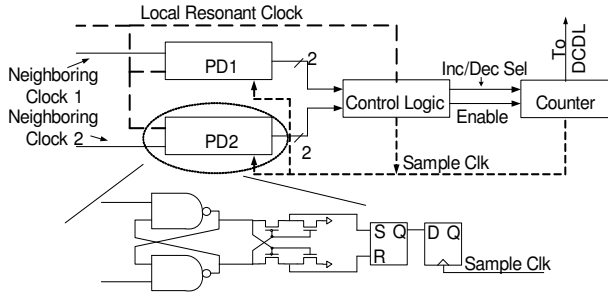 Local Resonant Clock
To
DCDL
Neighboring
Clock 1
PD1
2
Inc/Dec Sel
Control Logic
Counter
Enable
Neighboring
Clock 2
PD2
2
Sample Clk
S Q
R
D Q
Sample Clk